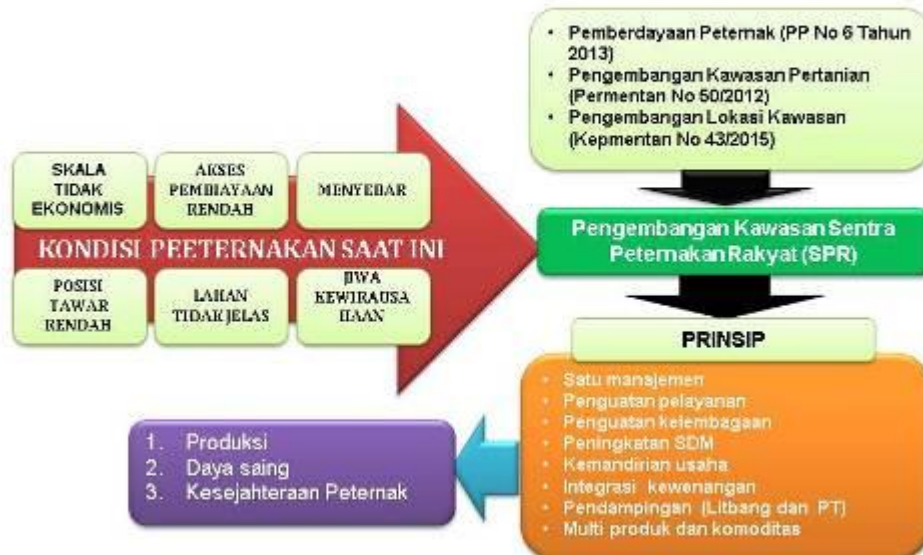 • Pemberdayaan Peternak (PP No 6 Tahun
2013)
• Pengembangan Kawasan Pertanian
(Permentan No 50/2012)
• Pengembangan Lokasi Kawasan
(Kepmentan No 43/2015)
SKALA
TIDAK
EKONOMIS
AKSES
PEMBIAYAAN
RENDAH
MENYEBAR
KONDISI PEETERNAKAN SAAT INI
POSISI
TAWAR
RENDAH
LAHAN
TIDAK JELAS
JIWA
KEWIRAUSA
HAAN
Pengembangan Kawasan Sentra
Peternakan Rakyat (SPR)
PRINSIP
• Satu manajemen
• Penguatan pelayanan
• Penguatan kelembagaan
• Peningkatan SDM
• Kemandirian usaha
• Integrasi kewenangan
• Pendampingan (Litbang dan PT)
• Multi produk dan komoditas
1. Produksi
2. Daya saing
3. Kesejahteraan Peternak